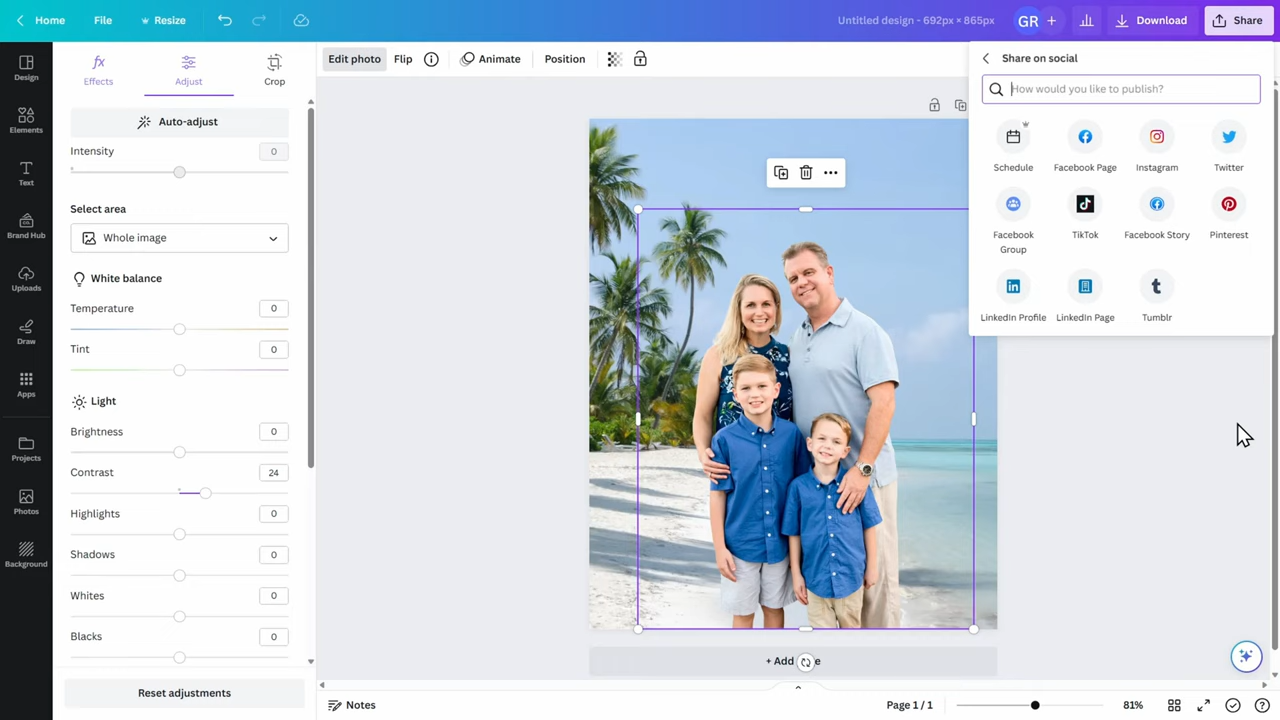 Home
File
Resize
Untitled design - 692px × 865px
GR
+
Download
Share
Design
Elements
Text
Brand Hub
Uploads
Draw
Apps
Projects
Photos
Background
fx
Effects
Adjust
Crop
Auto-adjust
Intensity
0
Select area
Whole image
White balance
Temperature
0
Tint
0
Light
Brightness
0
Contrast
24
Highlights
0
Shadows
0
Whites
0
Blacks
0
Reset adjustments
Edit photo
Flip
Animate
Position
Share on social
How would you like to publish?
Schedule
Facebook Page
Instagram
Twitter
Facebook
Group
TikTok
Facebook Story
Pinterest
LinkedIn Profile
LinkedIn Page
Tumblr
Notes
Page 1 / 1
81%